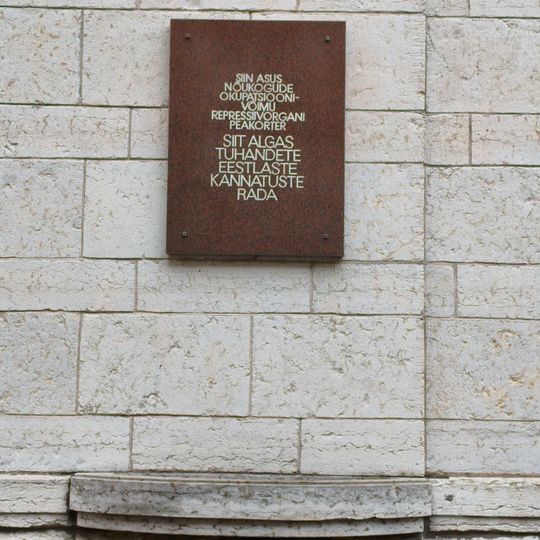 SIIN ASUS
NÕUKOGUDE
OKUPATSIOONI-
VÕIMU
REPRESSIIVORGANI
PEAKORTER
SIIT ALGAS
TUHANDETE
EESTLASTE
KANNATUSTE
RADA